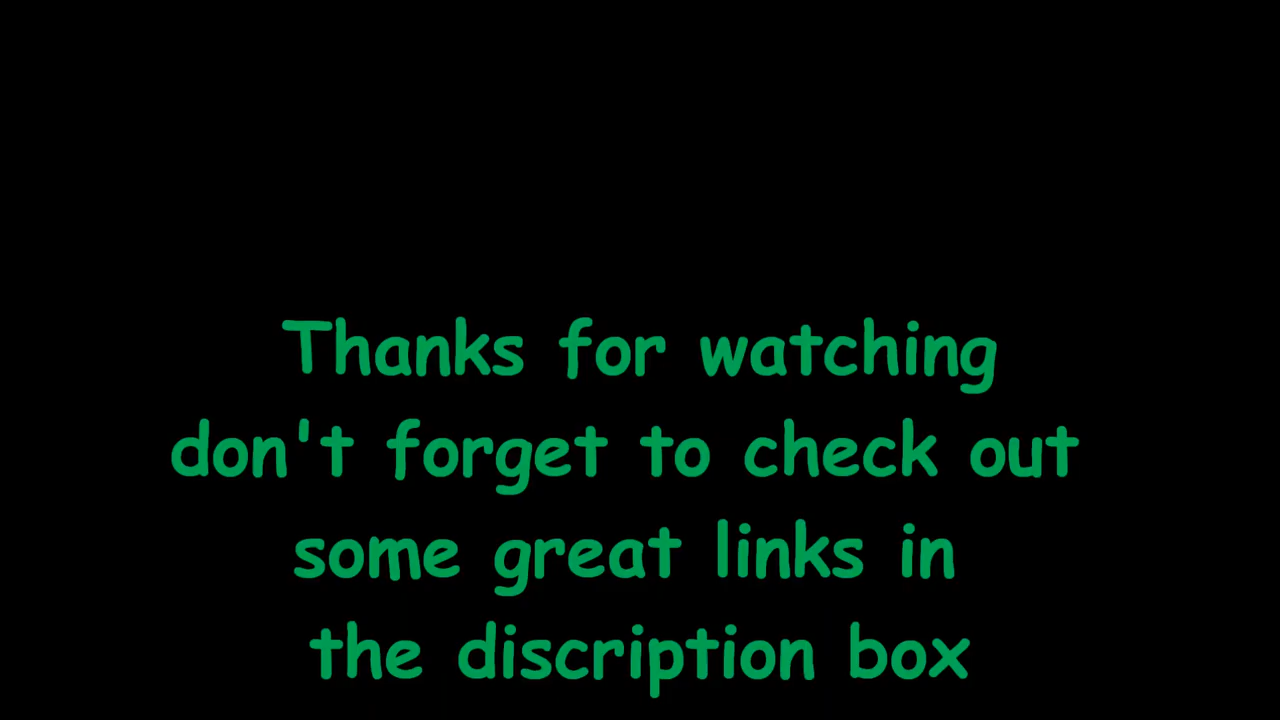 Thanks for watching
don't forget to check out
some great links in
the discription box